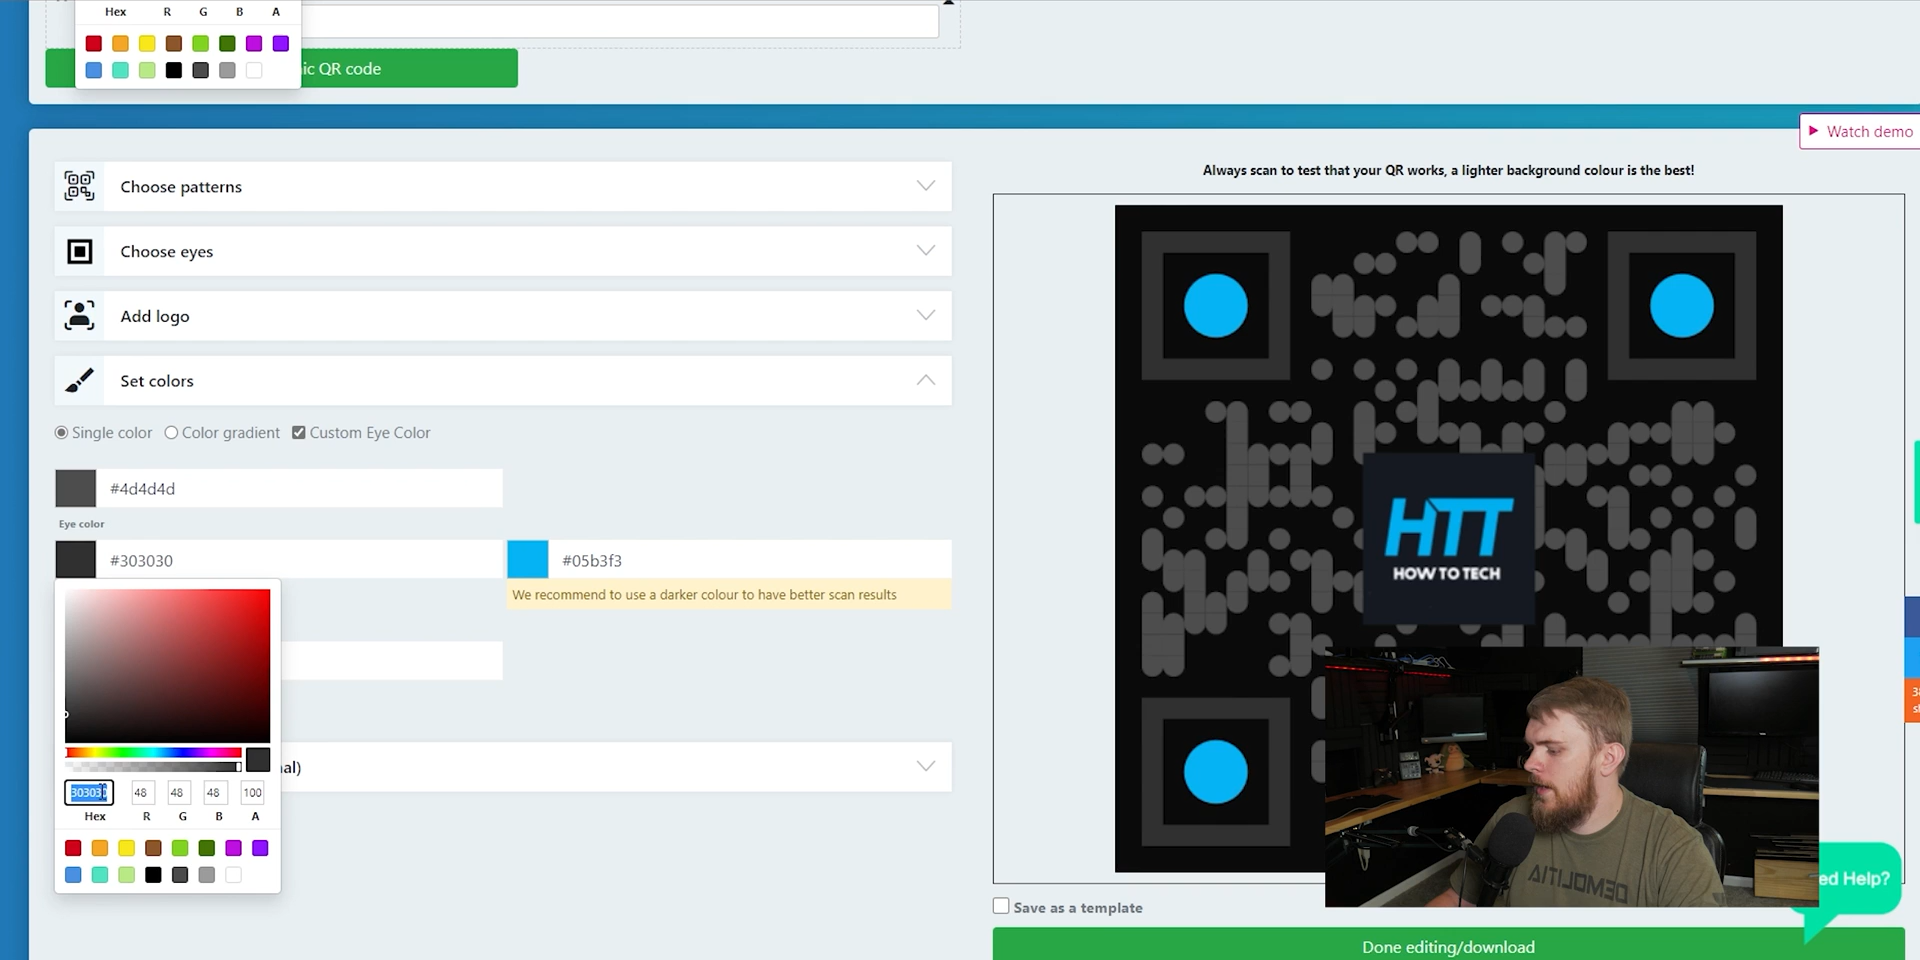 Hex R G B A
ic QR code
Watch demo
Always scan to test that your QR works, a lighter background colour is the best!
Choose patterns
Choose eyes
Add logo
Set colors
Single color Color gradient Custom Eye Color
#4d4d4d
Eye color
#303030 #05b3f3
We recommend to use a darker colour to have better scan results
HTT
HOW TO TECH
nal)
303030 48 48 48 100
Hex R G B A
ed Help?
Save as a template
Done editing/download